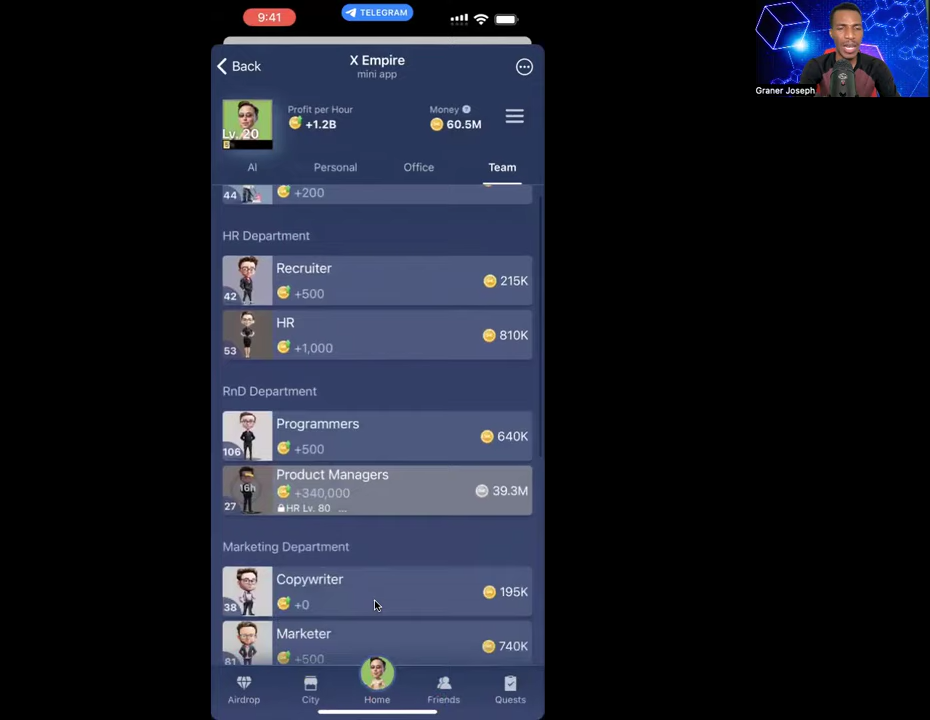 9:41
TELEGRAM
Back
X Empire
mini app
Lv. 20
Profit per Hour
+1.2B
Money
60.5M
AI
Personal
Office
Team
44
+200
HR Department
Recruiter
42
+500
215K
HR
53
+1,000
810K
RnD Department
Programmers
106
+500
640K
Product Managers
16h
27
+340,000
HR Lv. 80 ...
39.3M
Marketing Department
Copywriter
38
+0
195K
Marketer
81
+500
740K
Airdrop
City
Home
Friends
Quests
Graner Joseph